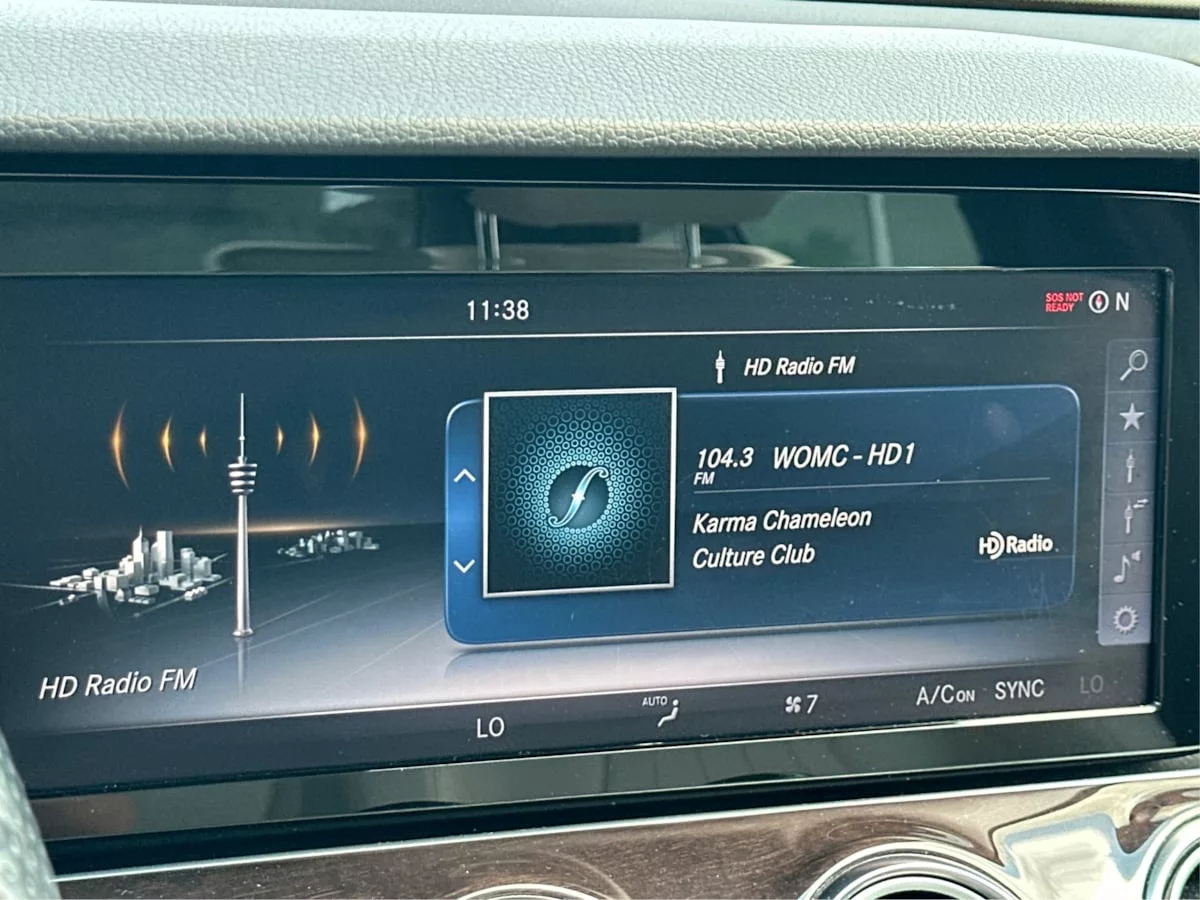 11:38
SOS NOT
READY
N
HD Radio FM
104.3 WOMC - HD1
FM
Karma Chameleon
Culture Club
HD Radio
HD Radio FM
LO
AUTO
7
A/C ON
SYNC
LO